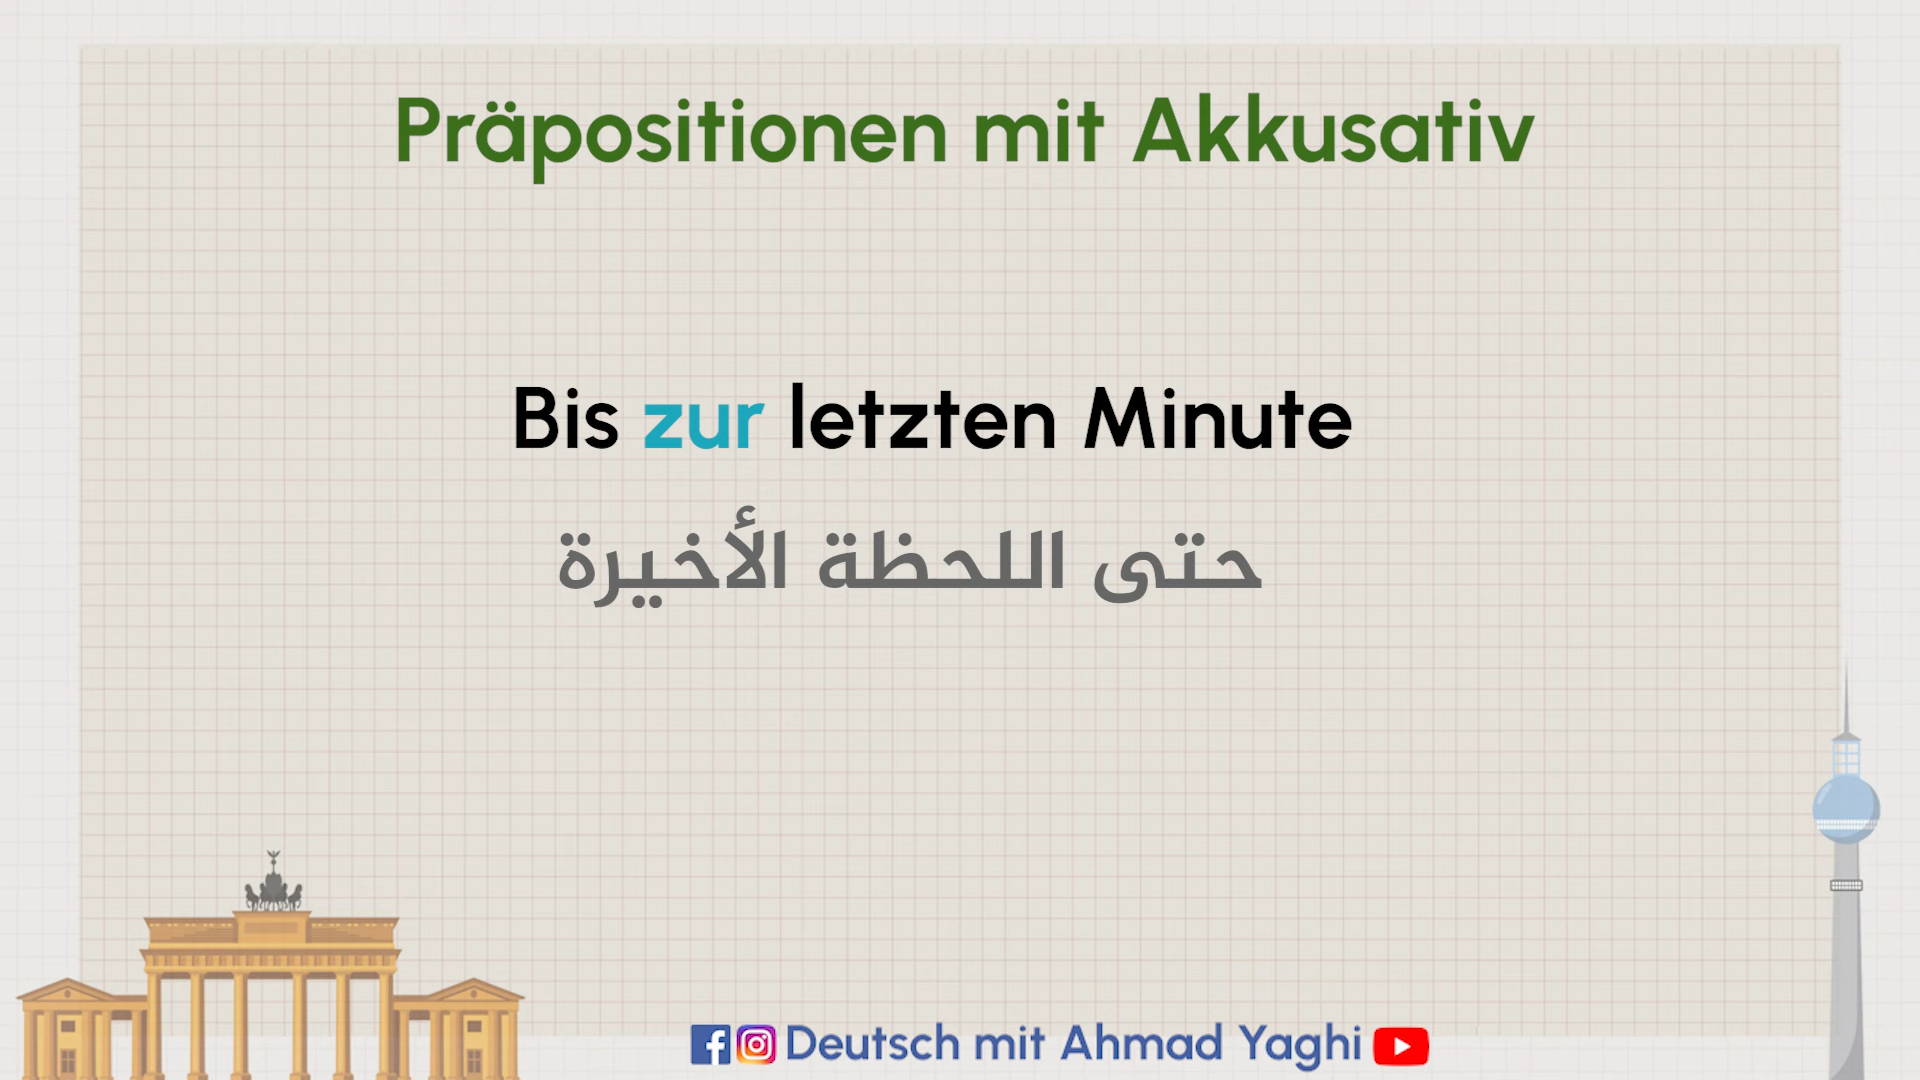 Präpositionen mit Akkusativ
Bis zur letzten Minute
حتى اللحظة الأخيرة
Deutsch mit Ahmad Yaghi